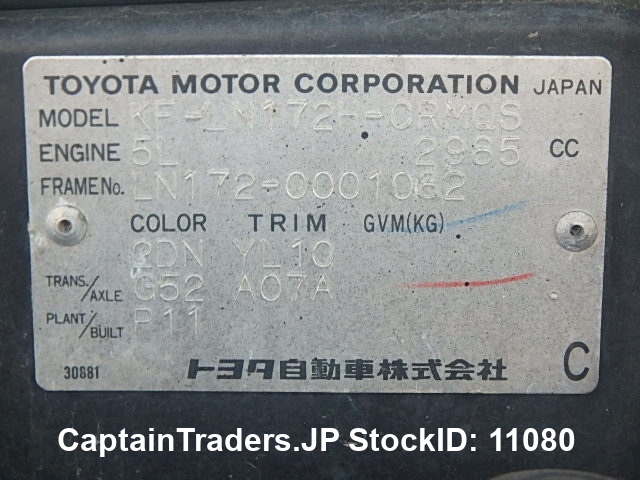 TOYOTA MOTOR CORPORATION JAPAN
MODEL KF-LN172H-CRMQS
ENGINE 5L 2985 CC
FRAME No. LN172-0001082
COLOR TRIM GVM(KG)
2DN YL10
TRANS./AXLE G52 A07A
PLANT/BUILT P11
30681 トヨタ自動車株式会社 C
CaptainTraders.JP StockID: 11080